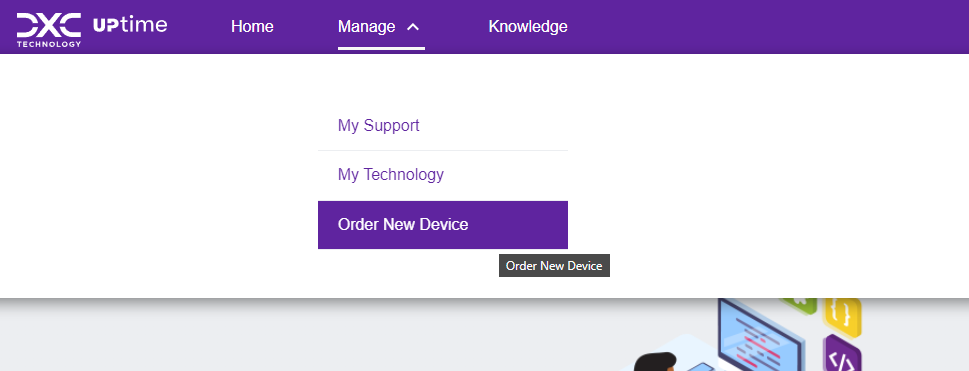 DXC TECHNOLOGY UPtime
Home
Manage
Knowledge
My Support
My Technology
Order New Device
Order New Device
{ }
</>